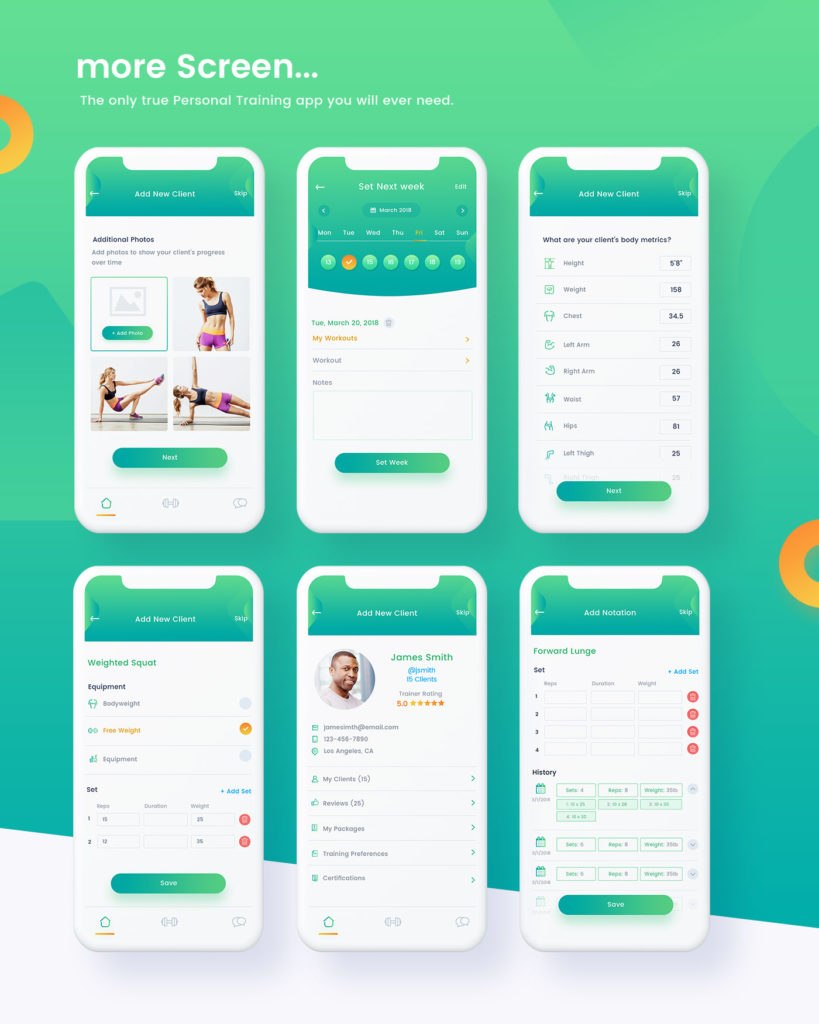 more Screen...
The only true Personal Training app you will ever need.
Add New Client
Skip
Additional Photos
Add photos to show your client's progress
over time
+ Add Photo
Next
Set Next week
Edit
March 2018
Mon Tue Wed Thu Fri Sat Sun
13 15 16 17 18 19
Tue, March 20, 2018
My Workouts
Workout
Notes
Set Week
Add New Client
Skip
What are your client's body metrics?
Height 5'8"
Weight 158
Chest 34.5
Left Arm 26
Right Arm 26
Waist 57
Hips 81
Left Thigh 25
Right Thigh 25
Next
Add New Client
Skip
Weighted Squat
Equipment
Bodyweight
Free Weight
Equipment
Set + Add Set
Reps Duration Weight
1 15 35
2 12 25
Save
Add New Client
Skip
James Smith
@jsmith
15 Clients
Trainer Rating
5.0
jamesimth@email.com
123-456-7890
Los Angeles, CA
My Clients (15)
Reviews (25)
My Packages
Training Preferences
Certifications
Add Notation
Skip
Forward Lunge
Set + Add Set
Reps Duration Weight
1
2
3
4
History
Sets: 4 Reps: 8 Weight: 35lb
3/1/2018
1: 10 x 25 2: 10 x 28 3: 10 x 30
4: 10 x 30
Sets: 6 Reps: 8 Weight: 35lb
3/1/2018
Sets: 6 Reps: 8 Weight: 35lb
3/1/2018
Save